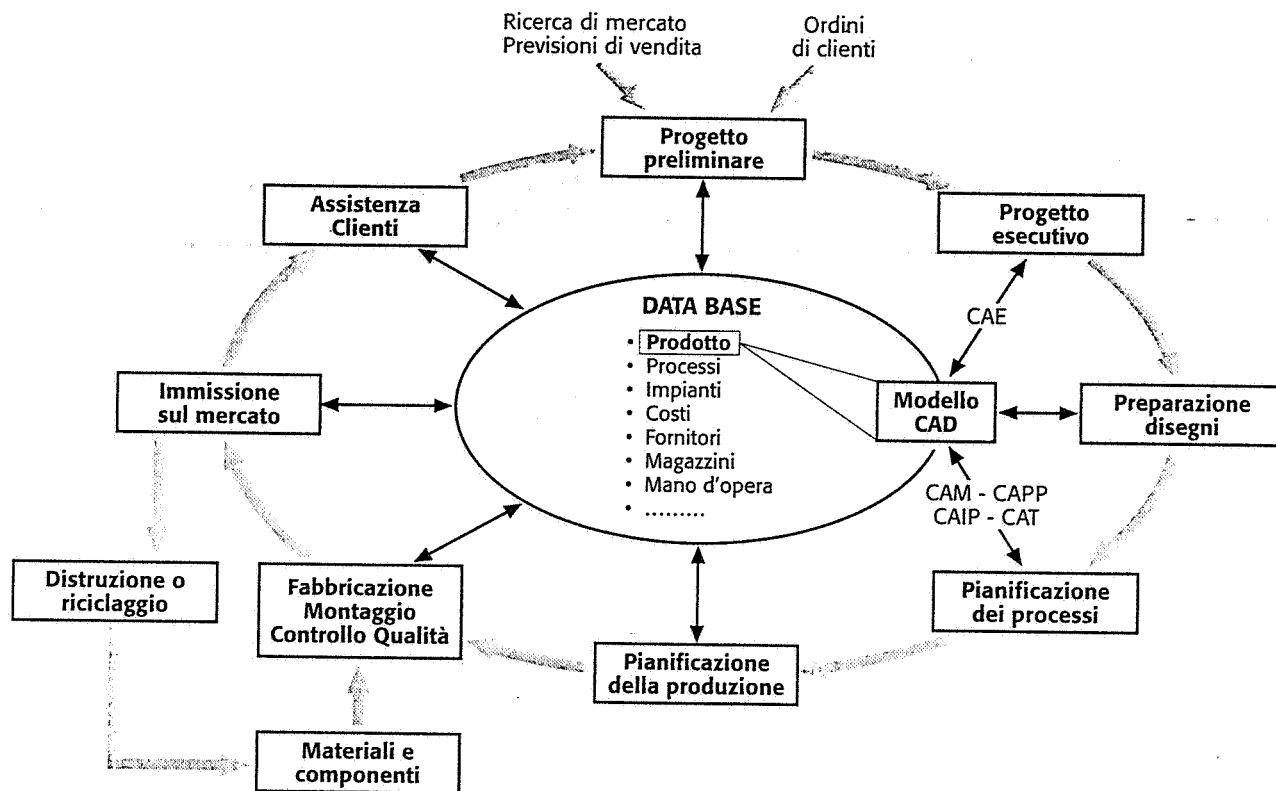 Ricerca di mercato
Previsioni di vendita
Ordini
di clienti
Progetto
preliminare
Assistenza
Clienti
Progetto
esecutivo
DATA BASE
• Prodotto
• Processi
• Impianti
• Costi
• Fornitori
• Magazzini
• Mano d'opera
• .........
CAE
Immissione
sul mercato
Modello
CAD
Preparazione
disegni
CAM - CAPP
CAIP - CAT
Distruzione o
riciclaggio
Fabbricazione
Montaggio
Controllo Qualità
Pianificazione
dei processi
Pianificazione
della produzione
Materiali e
componenti